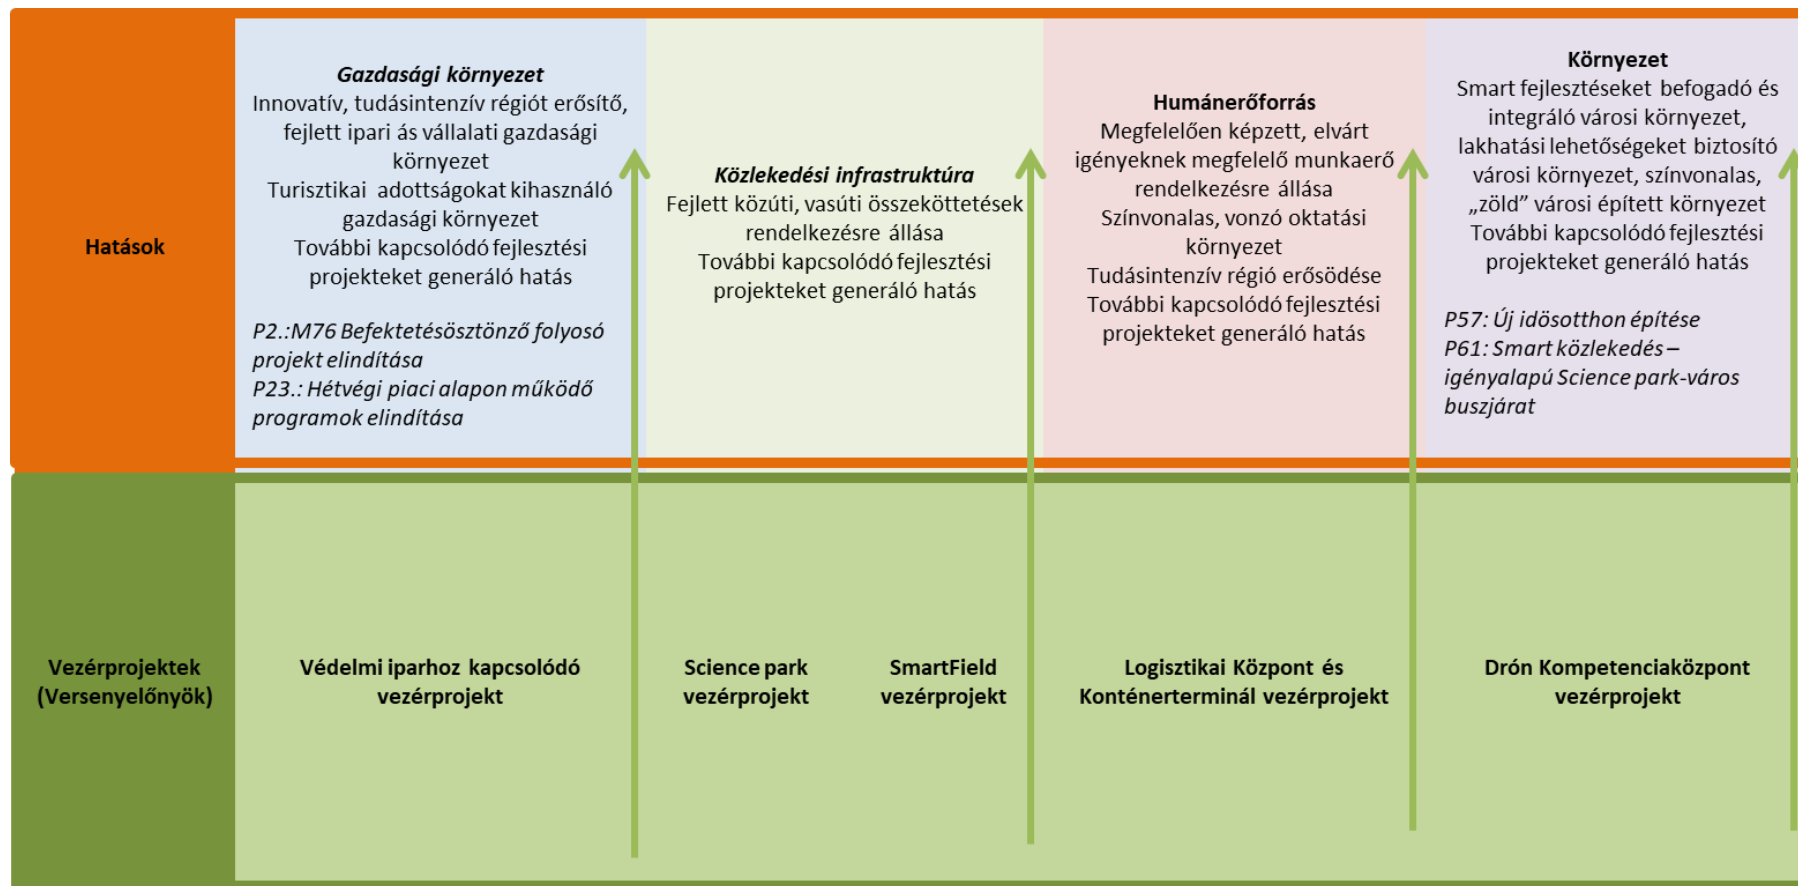 Hatások
Gazdasági környezet
Innovatív, tudásintenzív régiót erősítő,
fejlett ipari ás vállalati gazdasági
környezet
Turisztikai adottságokat kihasználó
gazdasági környezet
További kapcsolódó fejlesztési
projekteket generáló hatás
P2.:M76 Befektetésösztönző folyosó
projekt elindítása
P23.: Hétvégi piaci alapon működő
programok elindítása
Közlekedési infrastruktúra
Fejlett közúti, vasúti összeköttetések
rendelkezésre állása
További kapcsolódó fejlesztési
projekteket generáló hatás
Humánerőforrás
Megfelelően képzett, elvárt
igényeknek megfelelő munkaerő
rendelkezésre állása
Színvonalas, vonzó oktatási
környezet
Tudásintenzív régió erősödése
További kapcsolódó fejlesztési
projekteket generáló hatás
Környezet
Smart fejlesztéseket befogadó és
integráló városi környezet,
lakhatási lehetőségeket biztosító
városi környezet, színvonalas,
„zöld” városi épített környezet
További kapcsolódó fejlesztési
projekteket generáló hatás
P57: Új idősotthon építése
P61: Smart közlekedés –
igényalapú Science park-város
buszjárat
Vezérprojektek
(Versenyelőnyök)
Védelmi iparhoz kapcsolódó
vezérprojekt
Science park
vezérprojekt
SmartField
vezérprojekt
Logisztikai Központ és
Konténerterminál vezérprojekt
Drón Kompetenciaközpont
vezérprojekt